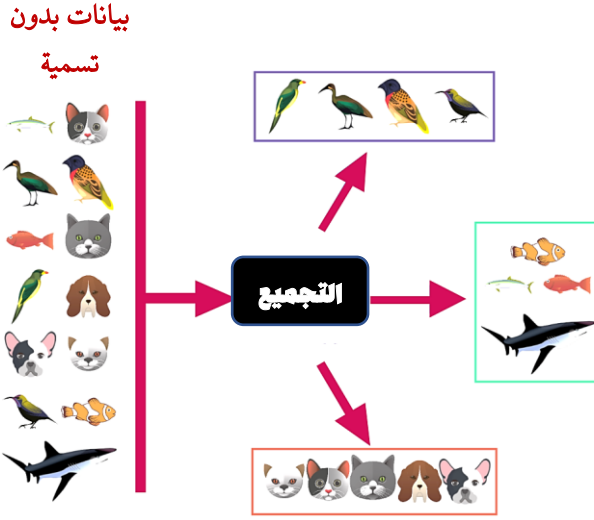 بيانات بدون
تسمية
التجميع